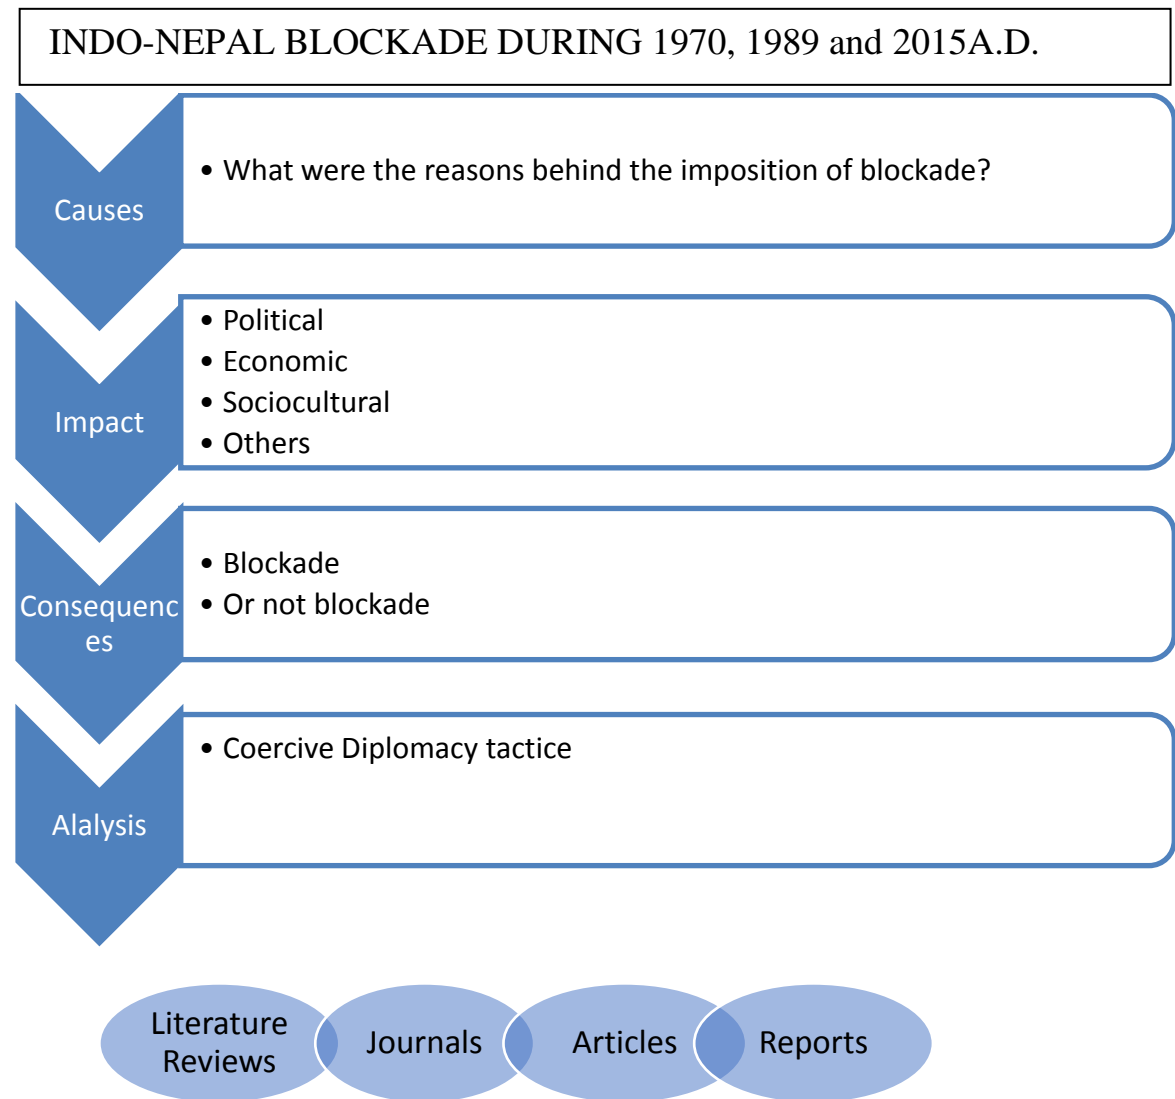 INDO-NEPAL BLOCKADE DURING 1970, 1989 and 2015A.D.
Causes
• What were the reasons behind the imposition of blockade?
Impact
• Political
• Economic
• Sociocultural
• Others
Consequenc
es
• Blockade
• Or not blockade
Alalysis
• Coercive Diplomacy tactice
Literature
Reviews
Journals
Articles
Reports